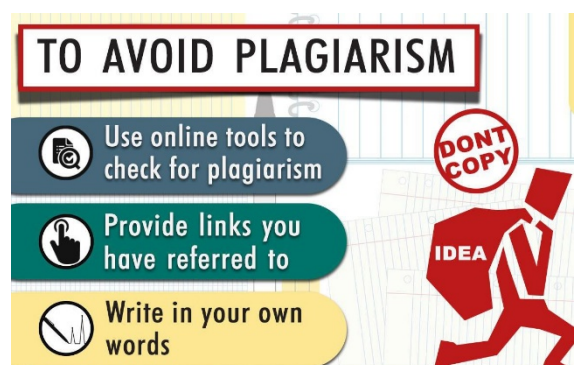 TO AVOID PLAGIARISM
Use online tools to
check for plagiarism
DONT
COPY
Provide links you
have referred to
IDEA
Write in your own
words